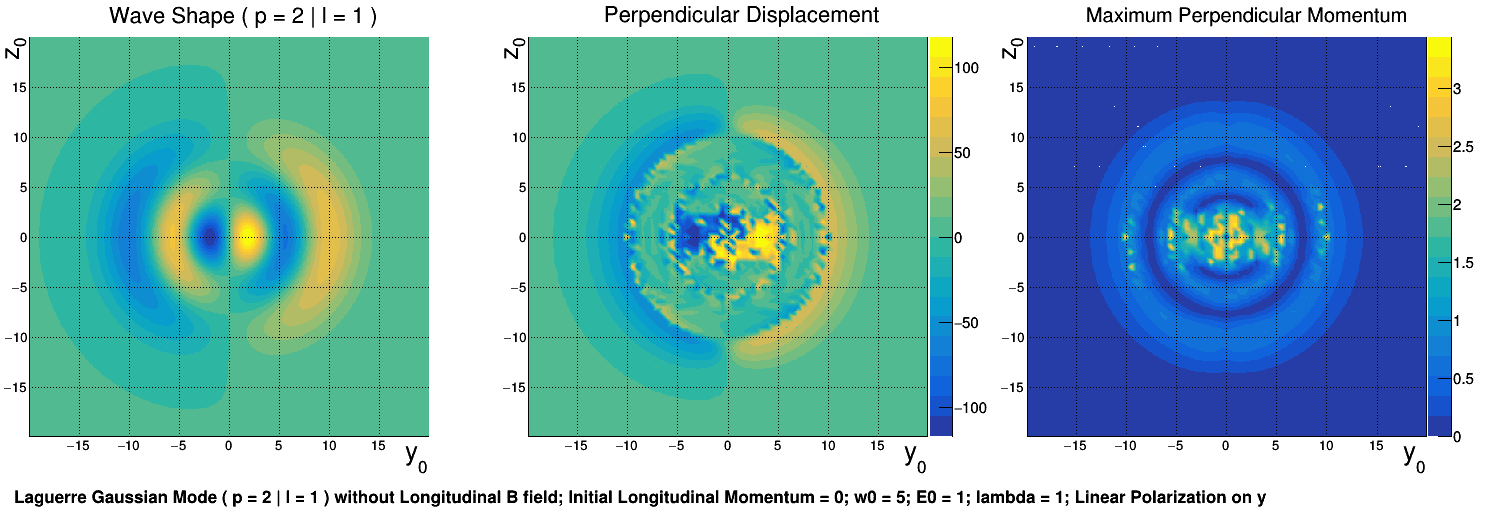 Wave Shape ( p = 2 | l = 1 )
Perpendicular Displacement
Maximum Perpendicular Momentum
z0
15
10
5
0
−5
−10
−15
−15 −10 −5 0 5 10 15
y0
z0
15
10
5
0
−5
−10
−15
−15 −10 −5 0 5 10 15
y0
100
50
0
−50
−100
z0
15
10
5
0
−5
−10
−15
−15 −10 −5 0 5 10 15
y0
3
2.5
2
1.5
1
0.5
0
Laguerre Gaussian Mode ( p = 2 | l = 1 ) without Longitudinal B field; Initial Longitudinal Momentum = 0; w0 = 5; E0 = 1; lambda = 1; Linear Polarization on y